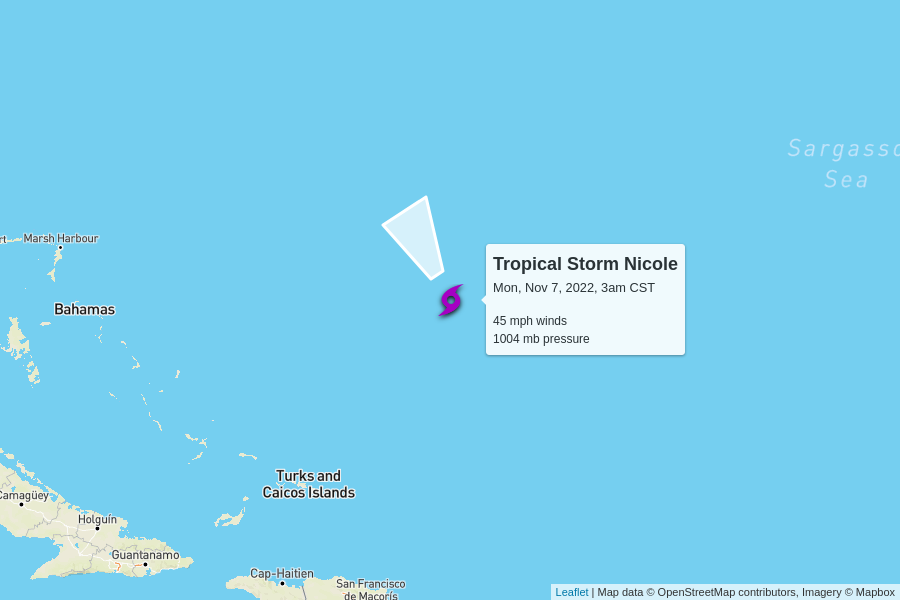 Sargasso
Sea
rt
Marsh Harbour
Bahamas
Tropical Storm Nicole
Mon, Nov 7, 2022, 3am CST
45 mph winds
1004 mb pressure
Turks and
Caicos Islands
Camagüey
Holguín
Guantanamo
Cap-Haitien
San Francisco
de Macorís
Leaflet | Map data © OpenStreetMap contributors, Imagery © Mapbox